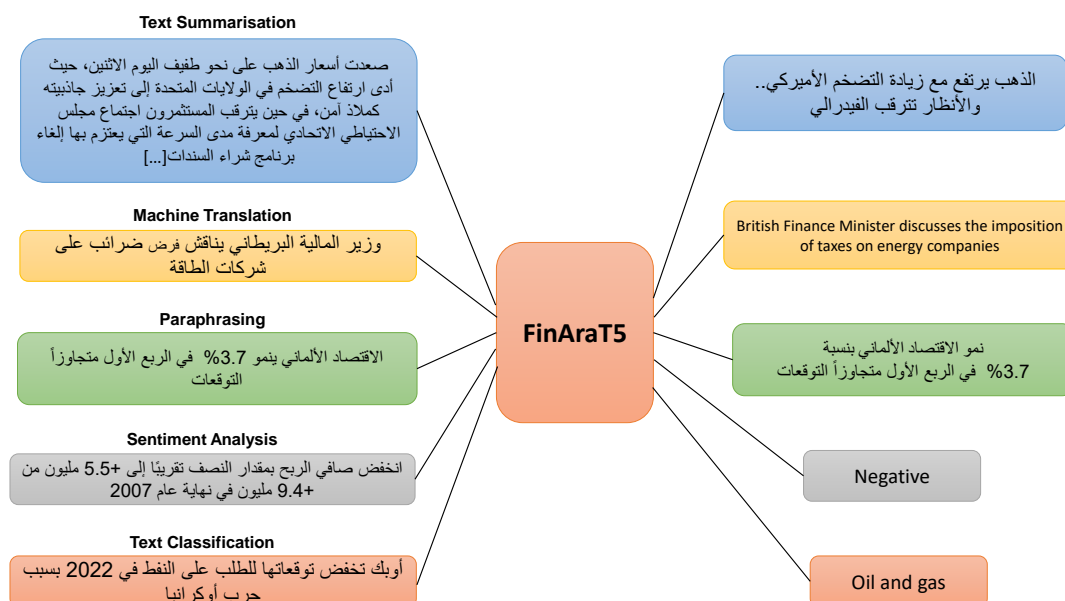 Text Summarisation
صعدت أسعار الذهب على نحو طفيف اليوم الاثنين، حيث
أدى ارتفاع التضخم في الولايات المتحدة إلى تعزيز جاذبيته
كملاذ آمن، في حين يترقب المستثمرون اجتماع مجلس
الاحتياطي الاتحادي لمعرفة مدى السرعة التي يعتزم بها إلغاء
برنامج شراء السندات[...]
Machine Translation
وزير المالية البريطاني يناقش فرض ضرائب على
شركات الطاقة
Paraphrasing
الاقتصاد الألماني ينمو 3.7% في الربع الأول متجاوزاً
التوقعات
Sentiment Analysis
انخفض صافي الربح بمقدار النصف تقريبًا إلى +5.5 مليون من
+9.4 مليون في نهاية عام 2007
Text Classification
أوبك تخفض توقعاتها للطلب على النفط في 2022 بسبب
حرب أوكرانيا
FinAraT5
الذهب يرتفع مع زيادة التضخم الأميركي..
والأنظار تترقب الفيدرالي
British Finance Minister discusses the imposition
of taxes on energy companies
نمو الاقتصاد الألماني بنسبة
3.7% في الربع الأول متجاوزاً التوقعات
Negative
Oil and gas